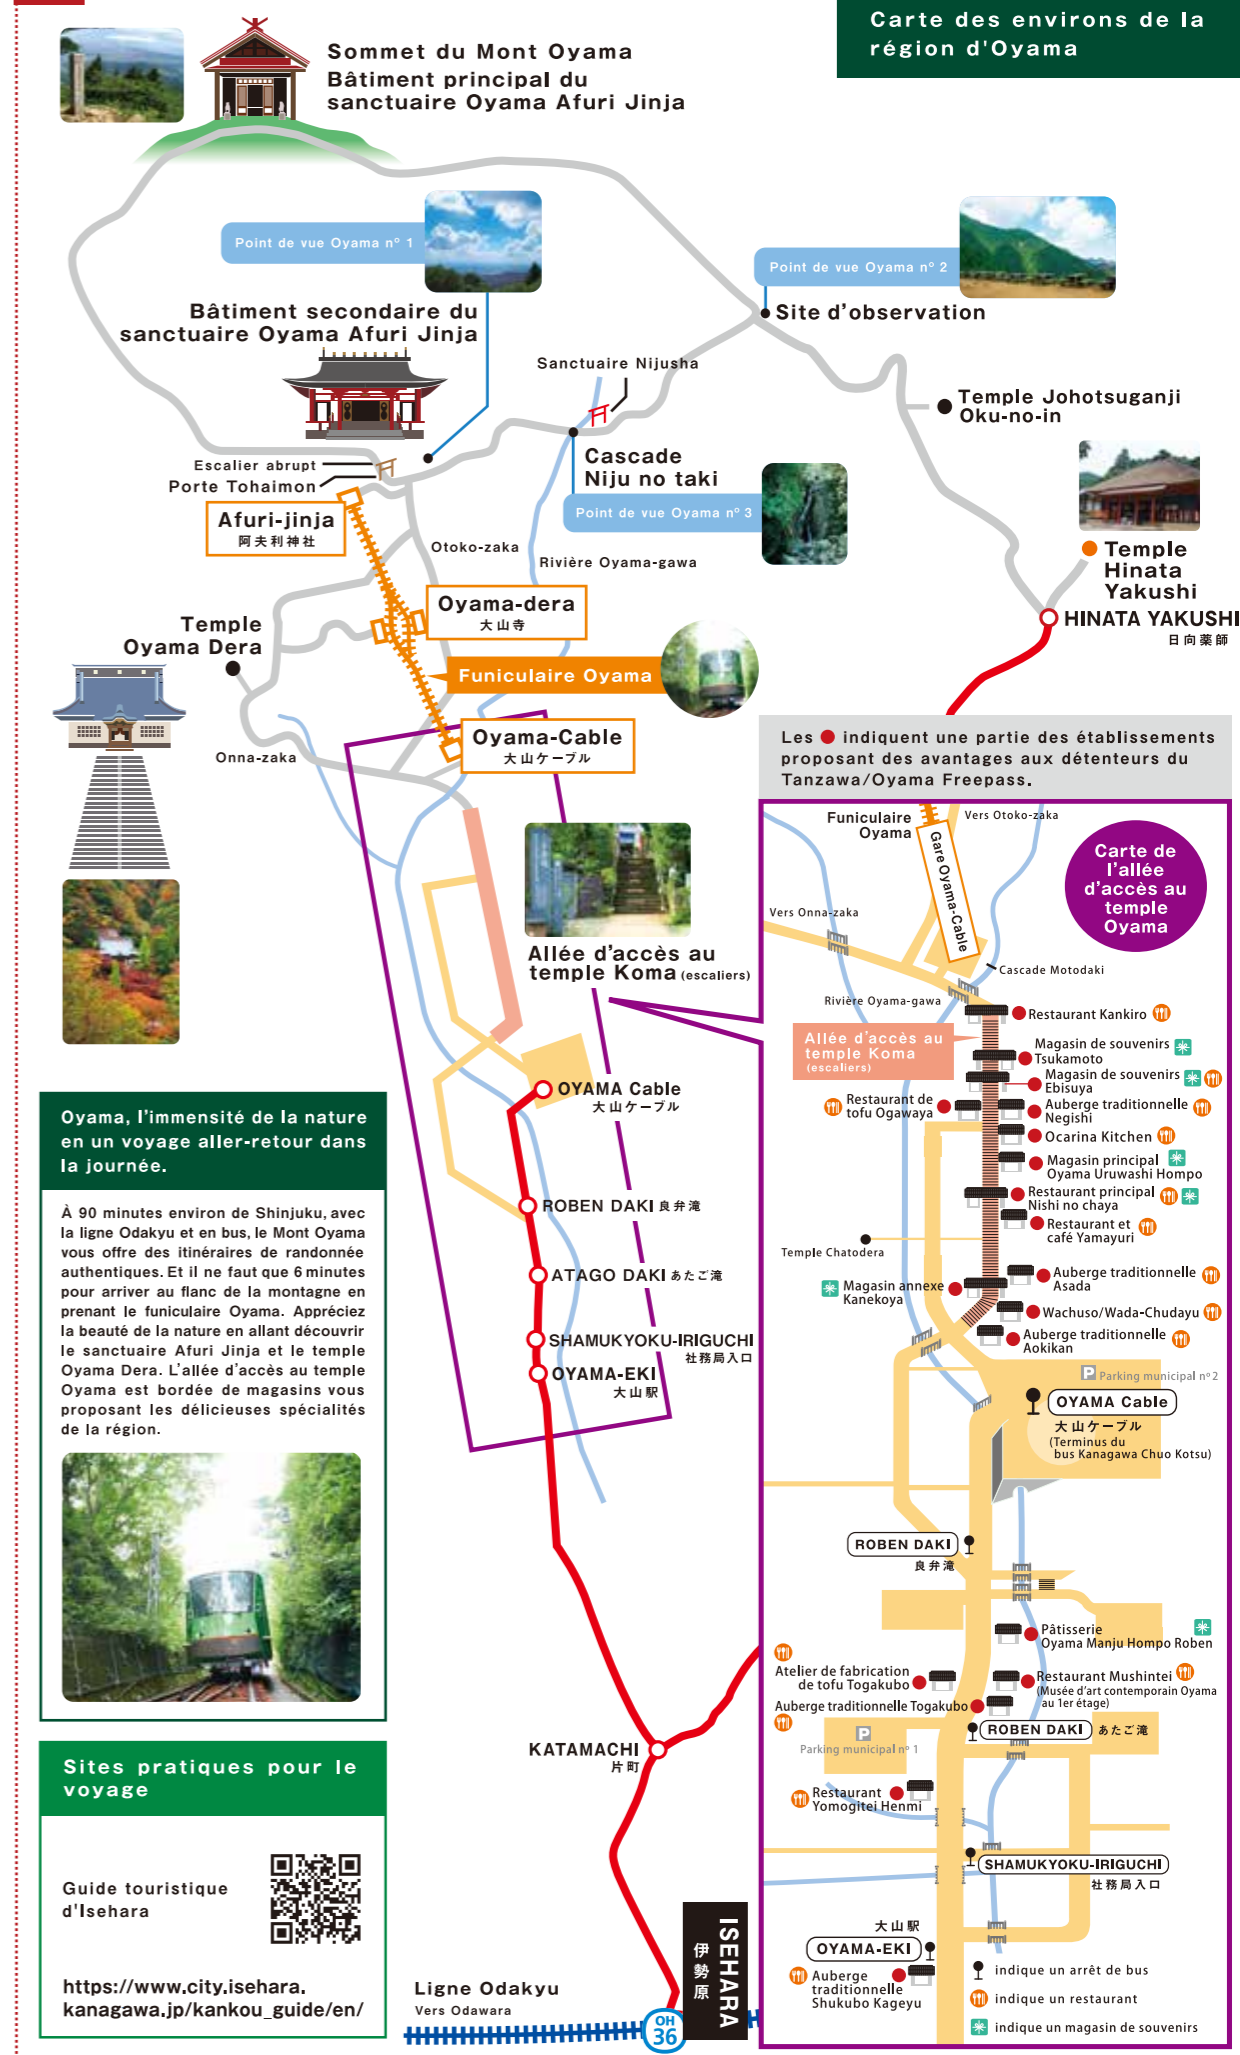 Carte des environs de la
région d'Oyama
Sommet du Mont Oyama
Bâtiment principal du
sanctuaire Oyama Afuri Jinja
Point de vue Oyama nº 1
Point de vue Oyama nº 2
Site d'observation
Bâtiment secondaire du
sanctuaire Oyama Afuri Jinja
Sanctuaire Nijusha
Temple Johotsuganji
Oku-no-in
Cascade
Niju no taki
Point de vue Oyama nº 3
Escalier abrupt
Porte Tohaimon
Afuri-jinja
阿夫利神社
Otoko-zaka
Rivière Oyama-gawa
Temple
Hinata
Yakushi
HINATA YAKUSHI
日向薬師
Oyama-dera
大山寺
Temple
Oyama Dera
Funiculaire Oyama
Oyama-Cable
大山ケーブル
Onna-zaka
Les ● indiquent une partie des établissements
proposant des avantages aux détenteurs du
Tanzawa/Oyama Freepass.
Allée d'accès au
temple Koma (escaliers)
OYAMA Cable
大山ケーブル
ROBEN DAKI 良弁滝
ATAGO DAKI あたご滝
SHAMUKYOKU-IRIGUCHI
社務局入口
OYAMA-EKI
大山駅
KATAMACHI
片町
ISEHARA
伊勢原
Ligne Odakyu
Vers Odawara
OH
36
Oyama, l'immensité de la nature
en un voyage aller-retour dans
la journée.
À 90 minutes environ de Shinjuku, avec
la ligne Odakyu et en bus, le Mont Oyama
vous offre des itinéraires de randonnée
authentiques. Et il ne faut que 6 minutes
pour arriver au flanc de la montagne en
prenant le funiculaire Oyama. Appréciez
la beauté de la nature en allant découvrir
le sanctuaire Afuri Jinja et le temple
Oyama Dera. L'allée d'accès au temple
Oyama est bordée de magasins vous
proposant les délicieuses spécialités
de la région.
Sites pratiques pour le
voyage
Guide touristique
d'Isehara
https://www.city.isehara.
kanagawa.jp/kankou_guide/en/
Carte de
l'allée
d'accès au
temple
Oyama
Funiculaire
Oyama
Vers Otoko-zaka
Gare Oyama-Cable
Vers Onna-zaka
Cascade Motodaki
Rivière Oyama-gawa
Restaurant Kankiro
Allée d'accès au
temple Koma
(escaliers)
Magasin de souvenirs
Tsukamoto
Magasin de souvenirs
Ebisuya
Restaurant de
tofu Ogawaya
Auberge traditionnelle
Negishi
Ocarina Kitchen
Magasin principal
Oyama Uruwashi Hompo
Restaurant principal
Nishi no chaya
Restaurant et
café Yamayuri
Temple Chatodera
Auberge traditionnelle
Asada
Magasin annexe
Kanekoya
Wachuso/Wada-Chudayu
Auberge traditionnelle
Aokikan
P Parking municipal nº 2
OYAMA Cable
大山ケーブル
(Terminus du
bus Kanagawa Chuo Kotsu)
ROBEN DAKI
良弁滝
Pâtisserie
Oyama Manju Hompo Roben
Atelier de fabrication
de tofu Togakubo
Restaurant Mushintei
(Musée d'art contemporain Oyama
au 1er étage)
Auberge traditionnelle Togakubo
ROBEN DAKI あたご滝
P
Parking municipal nº 1
Restaurant
Yomogitei Henmi
SHAMUKYOKU-IRIGUCHI
社務局入口
大山駅
OYAMA-EKI
Auberge
traditionnelle
Shukubo Kageyu
indique un arrêt de bus
indique un restaurant
indique un magasin de souvenirs